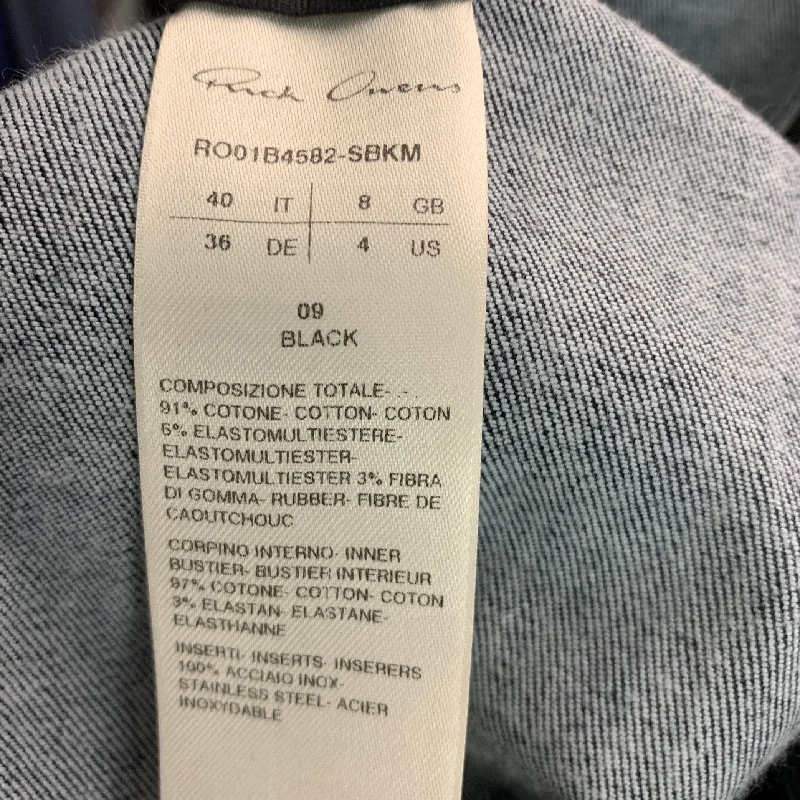 Rick Owens
RO01B4582-SBKM
40 IT 8 GB
36 DE 4 US
09
BLACK
COMPOSIZIONE TOTALE- .- .
91% COTONE- COTTON- COTON
6% ELASTOMULTIESTERE-
ELASTOMULTIESTER-
ELASTOMULTIESTER 3% FIBRA
DI GOMMA- RUBBER- FIBRE DE
CAOUTCHOUC
CORPINO INTERNO- INNER
BUSTIER- BUSTIER INTERIEUR
97% COTONE- COTTON- COTON
3% ELASTAN- ELASTANE-
ELASTHANNE
INSERTI- INSERTS- INSERERS
100% ACCIAIO INOX-
STAINLESS STEEL- ACIER
INOXYDABLE